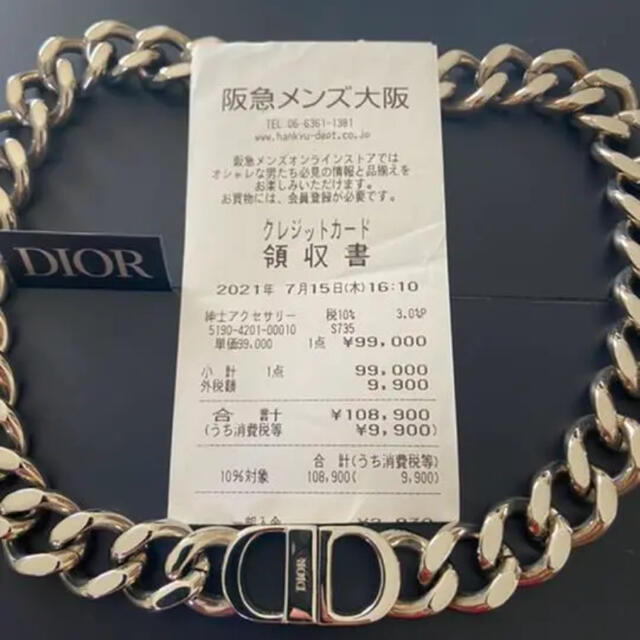 阪急メンズ大阪
TEL.06-6361-1381
www.hankyu-dept.co.jp
阪急メンズオンラインストアでは
オシャレな男たち必見の情報と品揃えを
お楽しみいただけます。
お買物には、会員登録が必要です。
クレジットカード
領収書
2021年 7月15日(木)16:10
紳士アクセサリー 税10% 3.0%P
5190-4201-00010 S735
単価99,000 1点 ¥99,000
小計 1点 99,000
外税額 9,900
合計 ¥108,900
(うち消費税等 ¥9,900)
合計(うち消費税等)
10%対象 108,900( 9,900)
DIOR
DIOR